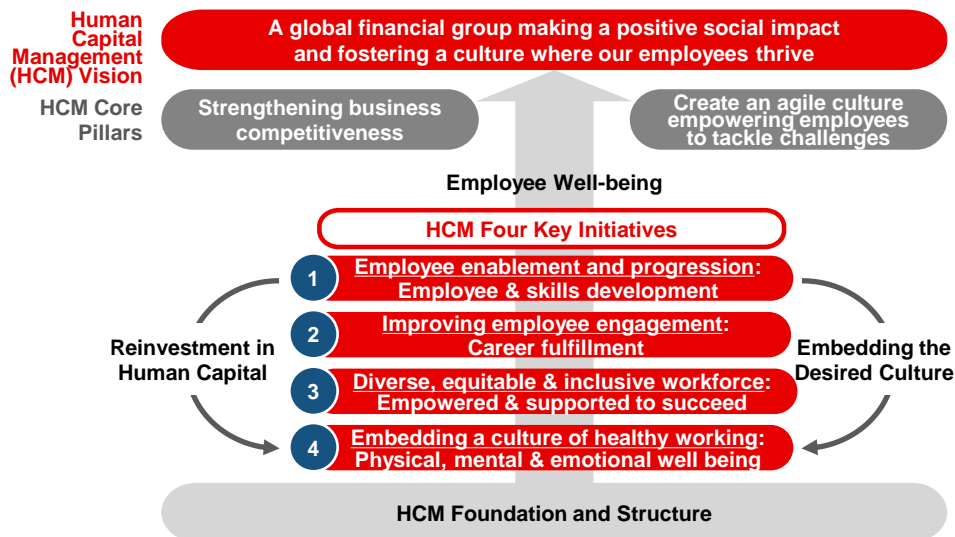 Human
Capital
Management
(HCM) Vision
A global financial group making a positive social impact
and fostering a culture where our employees thrive
HCM Core
Pillars
Strengthening business
competitiveness
Create an agile culture
empowering employees
to tackle challenges
Employee Well-being
HCM Four Key Initiatives
1
Employee enablement and progression:
Employee & skills development
2
Improving employee engagement:
Career fulfillment
3
Diverse, equitable & inclusive workforce:
Empowered & supported to succeed
4
Embedding a culture of healthy working:
Physical, mental & emotional well being
Reinvestment in
Human Capital
Embedding the
Desired Culture
HCM Foundation and Structure